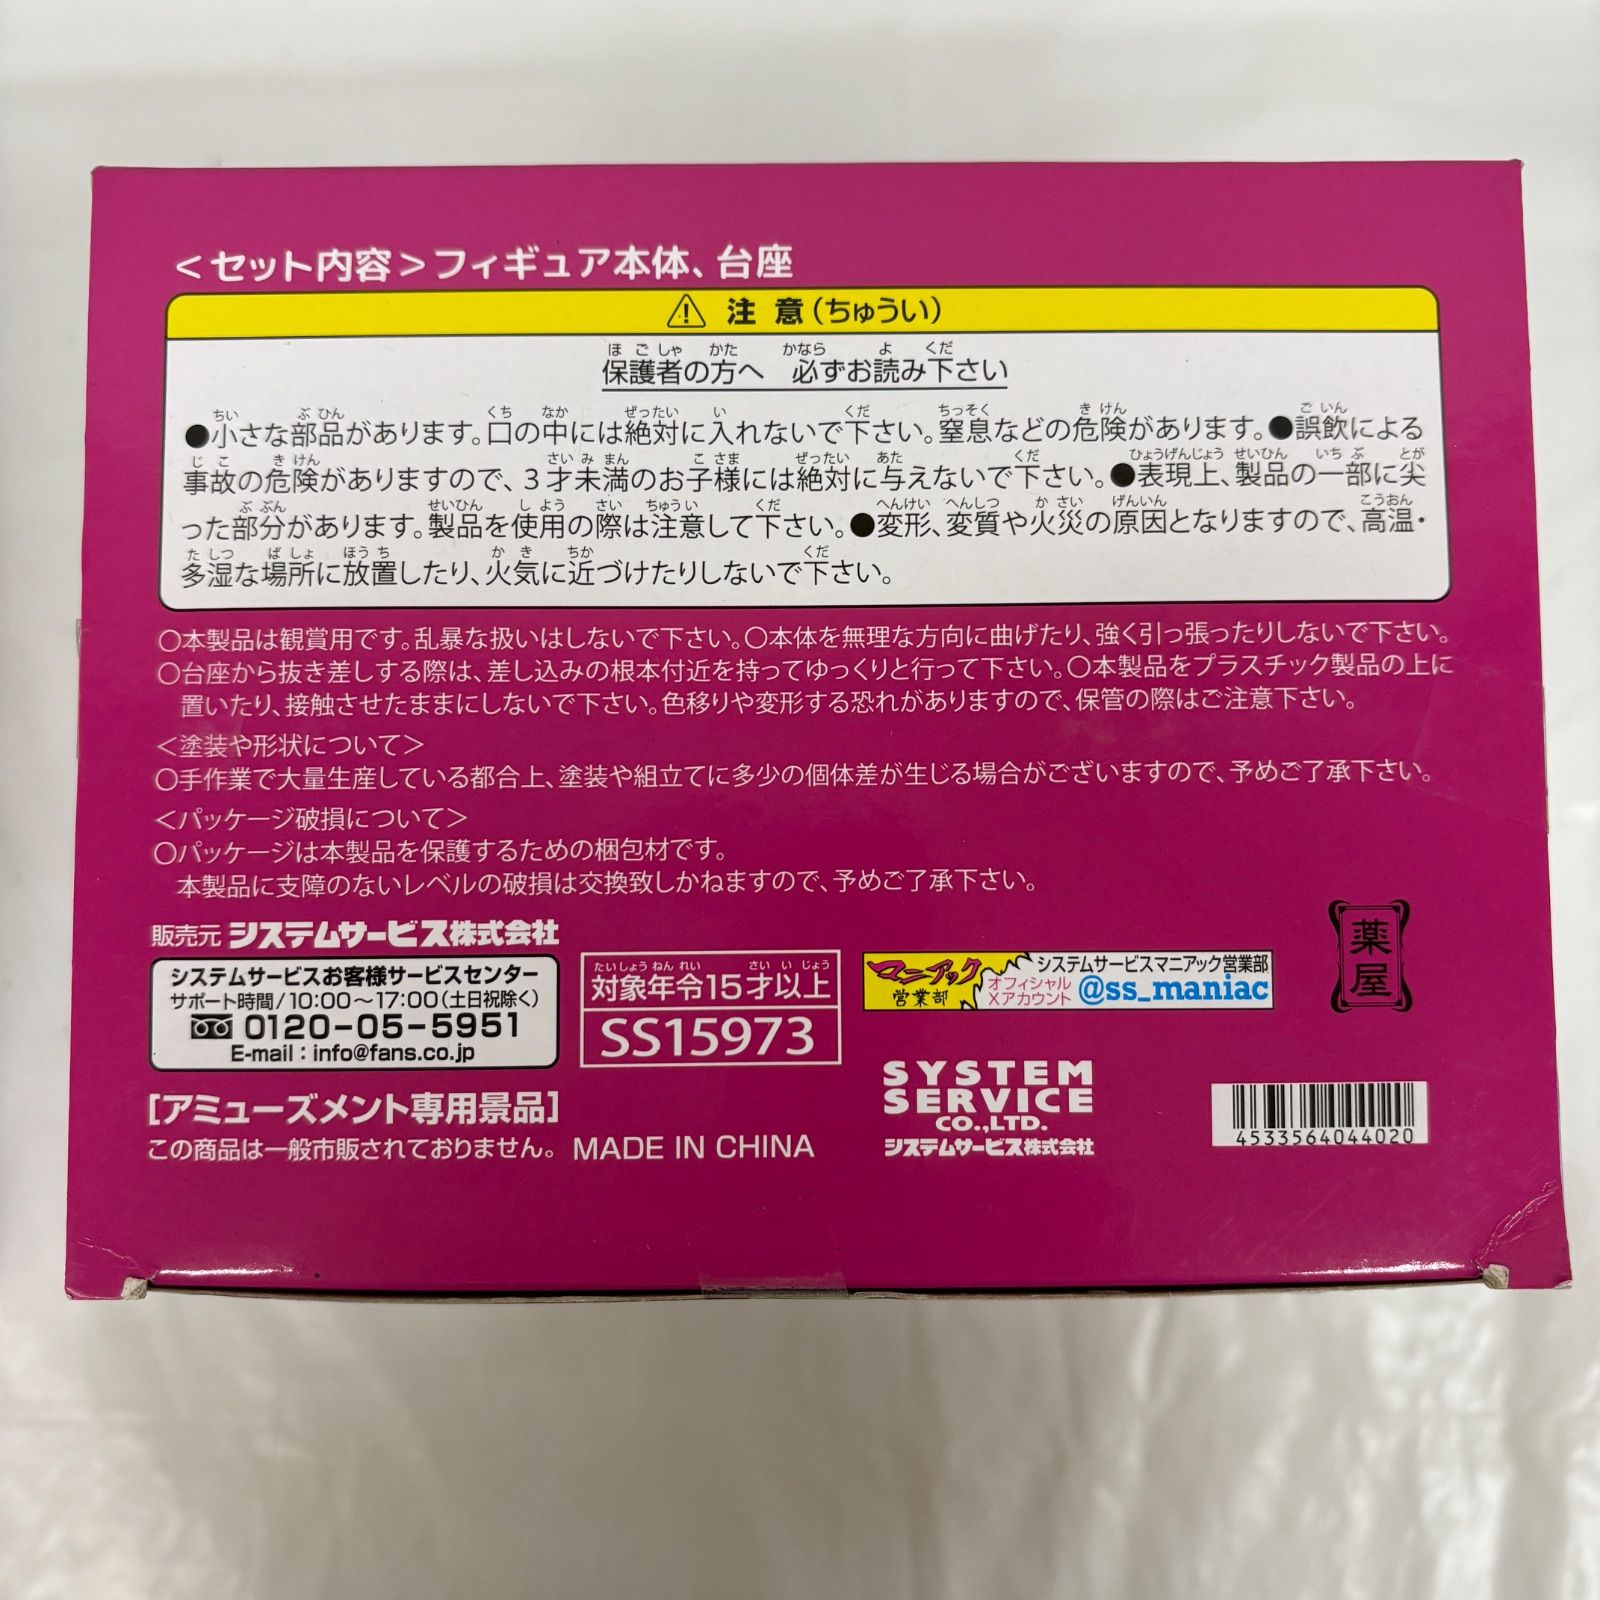 ＜セット内容＞フィギュア本体、台座
注 意（ちゅうい）
保護者の方へ 必ずお読み下さい
●小さな部品があります。口の中には絶対に入れないで下さい。窒息などの危険があります。●誤飲による
事故の危険がありますので、３才未満のお子様には絶対に与えないで下さい。●表現上、製品の一部に尖
った部分があります。製品を使用の際は注意して下さい。●変形、変質や火災の原因となりますので、高温・
多湿な場所に放置したり、火気に近づけたりしないで下さい。
○本製品は観賞用です。乱暴な扱いはしないで下さい。○本体を無理な方向に曲げたり、強く引っ張ったりしないで下さい。
○台座から抜き差しする際は、差し込みの根本付近を持ってゆっくりと行って下さい。○本製品をプラスチック製品の上に
置いたり、接触させたままにしないで下さい。色移りや変形する恐れがありますので、保管の際はご注意下さい。
＜塗装や形状について＞
○手作業で大量生産している都合上、塗装や組立てに多少の個体差が生じる場合がございますので、予めご了承下さい。
＜パッケージ破損について＞
○パッケージは本製品を保護するための梱包材です。
本製品に支障のないレベルの破損は交換致しかねますので、予めご了承下さい。
販売元 システムサービス株式会社
システムサービスお客様サービスセンター
サポート時間/10:00～17:00(土日祝除く)
0120-05-5951
E-mail：info@fans.co.jp
対象年令15才以上
SS15973
マニアック
営業部
システムサービスマニアック営業部
オフィシャル
Xアカウント @ss_maniac
薬屋
[アミューズメント専用景品]
この商品は一般市販されておりません。 MADE IN CHINA
SYSTEM
SERVICE
CO.,LTD.
システムサービス株式会社
4533564044020